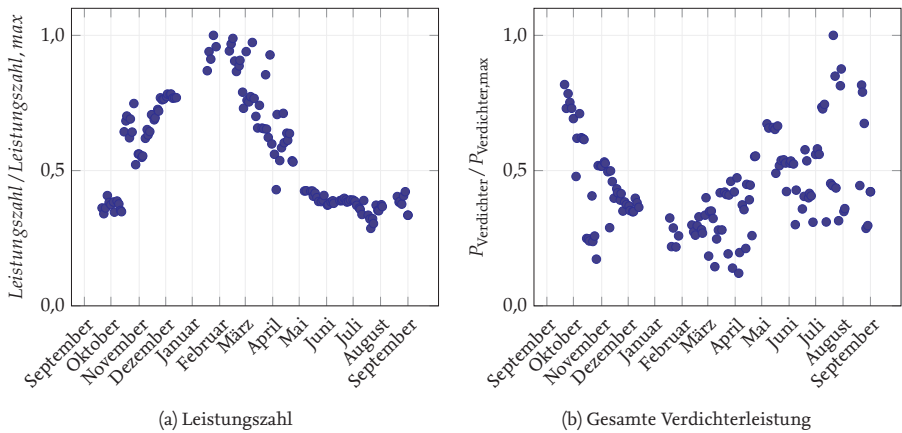 1,0
0,5
0,0
Leistungszahl / Leistungszahl, max
September
Oktober
November
Dezember
Januar
Februar
März
April
Mai
Juni
Juli
August
September
(a) Leistungszahl
1,0
0,5
0,0
PVerdichter / PVerdichter,max
September
Oktober
November
Dezember
Januar
Februar
März
April
Mai
Juni
Juli
August
September
(b) Gesamte Verdichterleistung